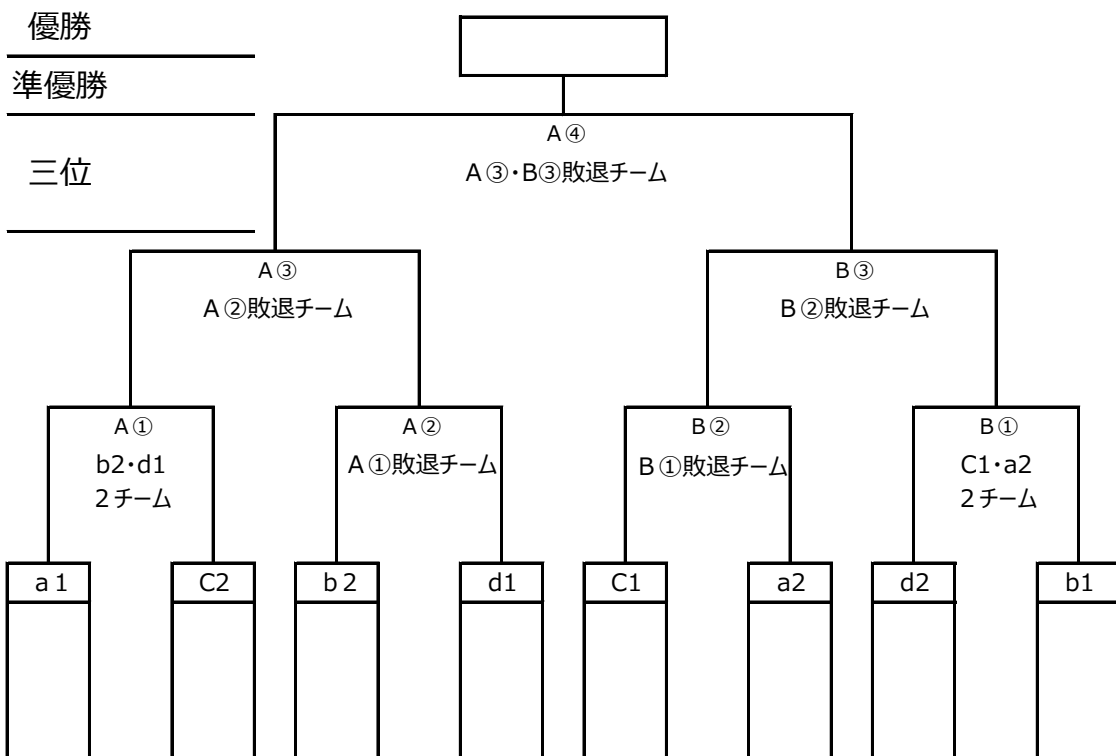 優勝
準優勝
三位
A④
A③・B③敗退チーム
A③
A②敗退チーム
B③
B②敗退チーム
A①
b2・d1
2チーム
A②
A①敗退チーム
B②
B①敗退チーム
B①
C1・a2
2チーム
a 1
C2
b 2
d1
C1
a2
d2
b1